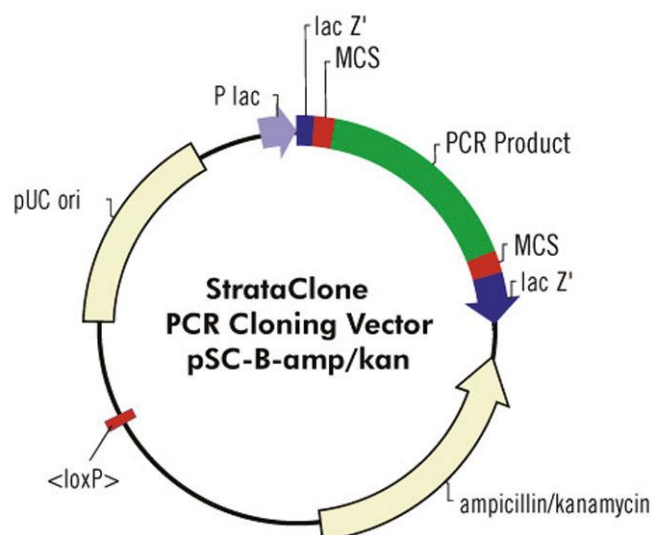 lac Z'
MCS
P lac
PCR Product
pUC ori
MCS
lac Z'
StrataClone
PCR Cloning Vector
pSC-B-amp/kan
<loxP>
ampicillin/kanamycin